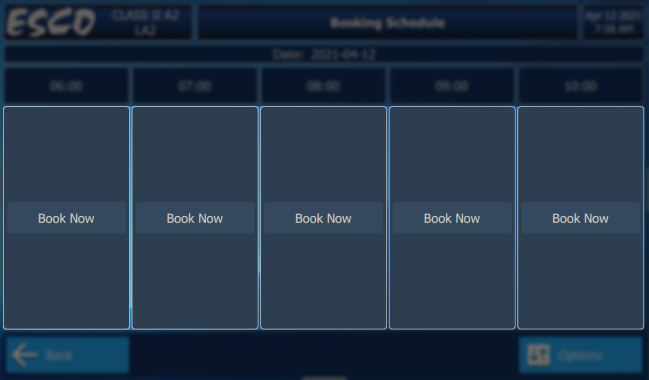 ESCO
CLASS II A2
LA2
Booking Schedule
Apr 12 2021
7:58 AM
Date: 2021-04-12
06:00 07:00 08:00 09:00 10:00
Book Now Book Now Book Now Book Now Book Now
Back Options